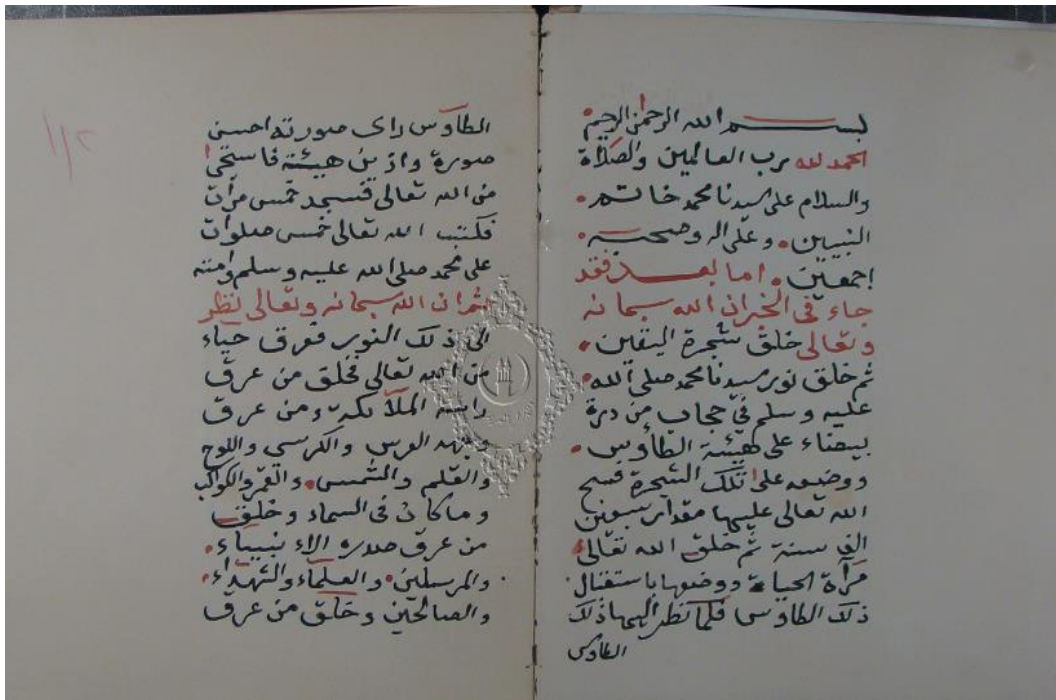 بسم الله الرحمن الرحيم
الحمد لله رب العالمين والصلاة
والسلام على سيدنا محمد خاتم
النبيين وعلى اله وصحبه
اجمعين اما بعد فقد
جاء في الخبر ان الله سبحانه
وتعالى خلق شجرة اليقين
ثم خلق نور سيدنا محمد صلى الله
عليه وسلم في حجاب من درة
بيضاء على هيئة الطاؤس
ووضعه على تلك الشجرة فسبح
الله تعالى عليها مقدار سبعين
الف سنة ثم خلق الله تعالى
مرآة الحياة ووضعها باستقبال
ذلك الطاوس فلما نظر اليها ذلك
الطاوس
الطاوس راى صورته احسن
صورة وازين هيئة فاستحى
من الله تعالى فسجد خمس مرات
فكتب الله تعالى خمس صلوات
على محمد صلى الله عليه وسلم وامته
ثم ان الله سبحانه وتعالى نظر
الى ذلك النور فعرق حياء
من الله تعالى فخلق من عرق
راسه الملآئكة ومن عرق
وجهه العرس والكرسى واللوح
والقلم والشمس والقمر والكواكب
وما كان فى السماء وخلق
من عرق صدره الانبياء
والمرسلين والعلماء والشهداء
والصالحين وخلق من عرق